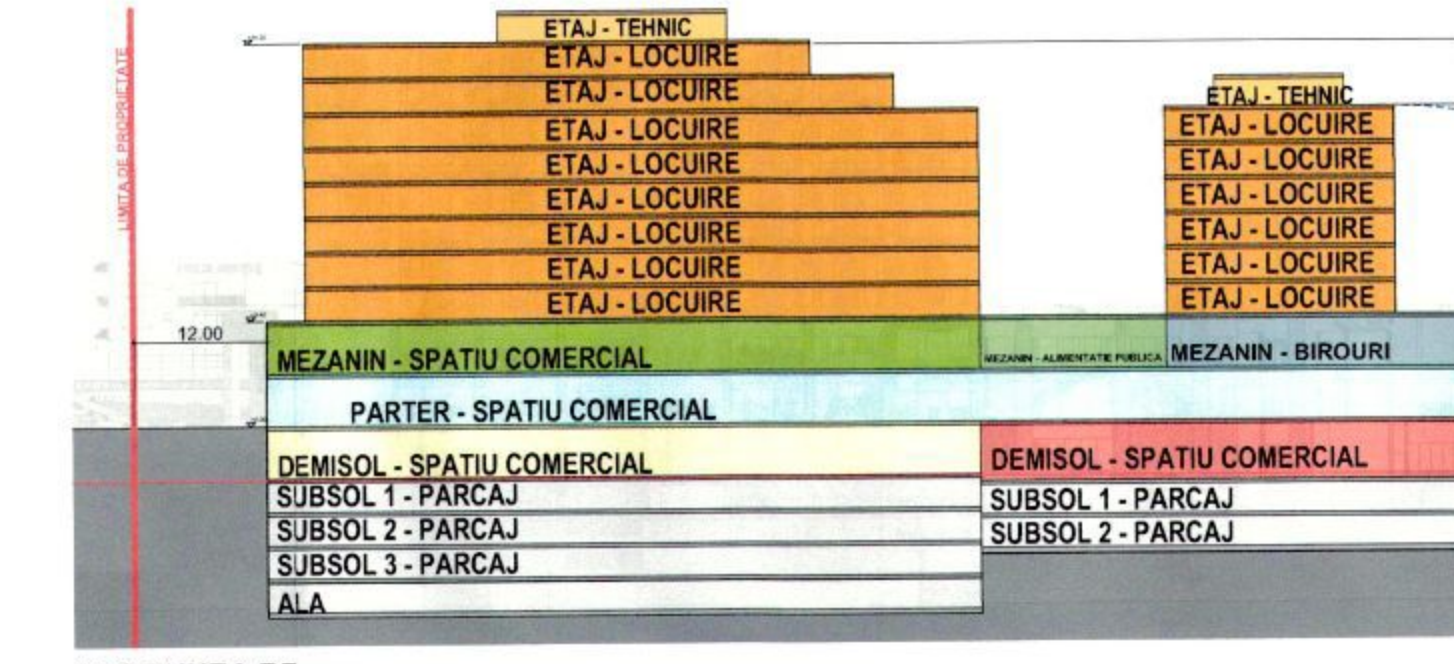 LIMITA DE PROPRIETATE
ETAJ - TEHNIC
ETAJ - LOCUIRE
ETAJ - LOCUIRE
ETAJ - LOCUIRE
ETAJ - LOCUIRE
ETAJ - LOCUIRE
ETAJ - LOCUIRE
ETAJ - LOCUIRE
ETAJ - LOCUIRE
ETAJ - TEHNIC
ETAJ - LOCUIRE
ETAJ - LOCUIRE
ETAJ - LOCUIRE
ETAJ - LOCUIRE
ETAJ - LOCUIRE
ETAJ - LOCUIRE
12.00
MEZANIN - SPATIU COMERCIAL
MEZANIN - ALIMENTATIE PUBLICA
MEZANIN - BIROURI
PARTER - SPATIU COMERCIAL
DEMISOL - SPATIU COMERCIAL
SUBSOL 1 - PARCAJ
SUBSOL 2 - PARCAJ
SUBSOL 3 - PARCAJ
ALA
DEMISOL - SPATIU COMERCIAL
SUBSOL 1 - PARCAJ
SUBSOL 2 - PARCAJ